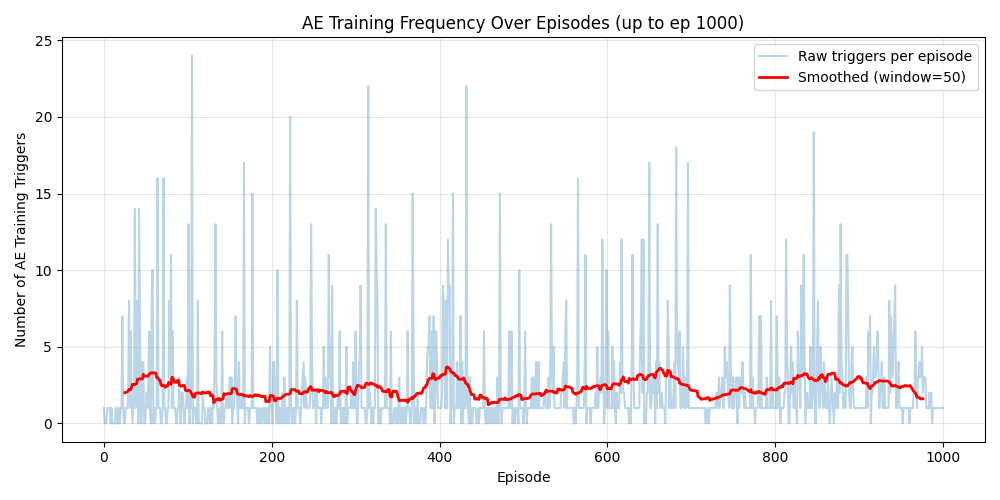 AE Training Frequency Over Episodes (up to ep 1000)
Raw triggers per episode
Smoothed (window=50)
Number of AE Training Triggers
25
20
15
10
5
0
0 200 400 600 800 1000
Episode